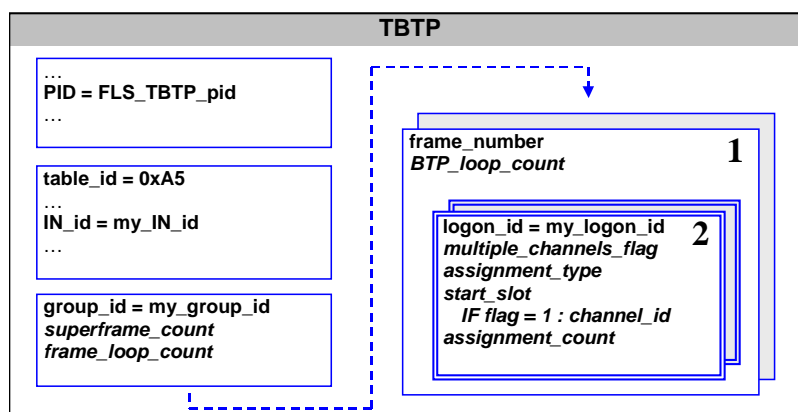 TBTP
…
PID = FLS_TBTP_pid
…
table_id = 0xA5
…
IN_id = my_IN_id
…
group_id = my_group_id
superframe_count
frame_loop_count
frame_number
1
BTP_loop_count
logon_id = my_logon_id
2
multiple_channels_flag
assignment_type
start_slot
IF flag = 1 : channel_id
assignment_count